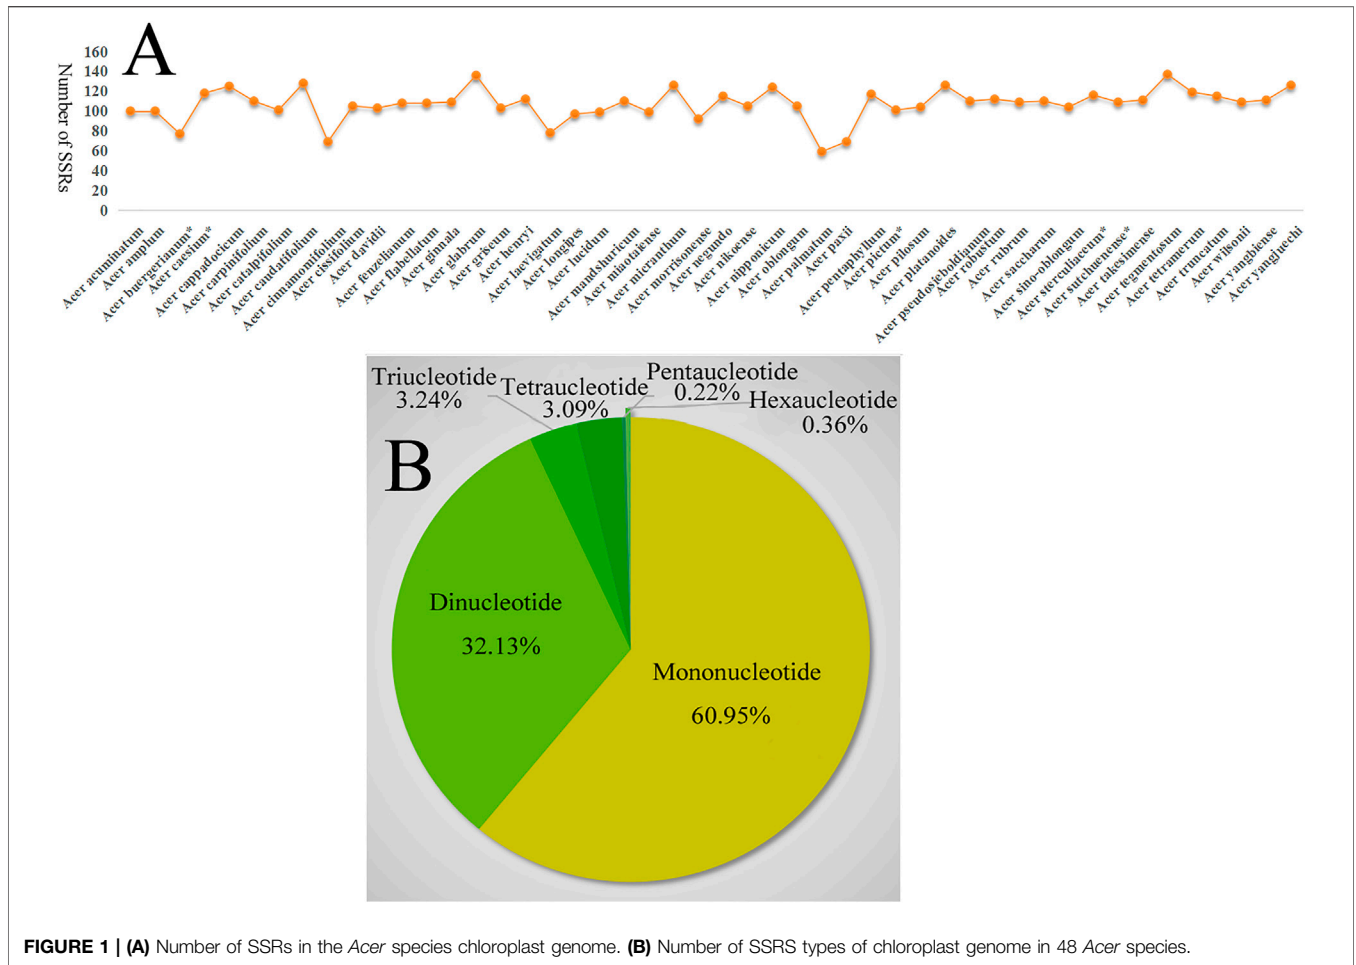 A
Number of SSRs
160
140
120
100
80
60
40
20
0
Acer acuminatum
Acer amplum
Acer buergerianum*
Acer caesium*
Acer cappadocicum
Acer carpinifolium
Acer catalpifolium
Acer caudatifolium
Acer cinnamomifolium
Acer cissifolium
Acer davidii
Acer fenzelianum
Acer flabellatum
Acer ginnala
Acer glabrum
Acer griseum
Acer henryi
Acer laevigatum
Acer longipes
Acer lucidum
Acer mandshuricum
Acer miaotaiense
Acer micranthum
Acer morrisonense
Acer negundo
Acer nikoense
Acer nipponicum
Acer oblongum
Acer palmatum
Acer paxii
Acer pentaphyllum
Acer pictum*
Acer pilosum
Acer platanoides
Acer pseudosieboldianum
Acer robustum
Acer rubrum
Acer saccharum
Acer sino-oblongum
Acer sterculiaceum*
Acer sutchuenense*
Acer takesimense
Acer tegmentosum
Acer tetramerum
Acer truncatum
Acer wilsonii
Acer yangbiense
Acer yangjuechi
B
Triucleotide
3.24%
Tetraucleotide
3.09%
Pentaucleotide
0.22%
Hexaucleotide
0.36%
Dinucleotide
32.13%
Mononucleotide
60.95%
FIGURE 1 | (A) Number of SSRs in the Acer species chloroplast genome. (B) Number of SSRS types of chloroplast genome in 48 Acer species.